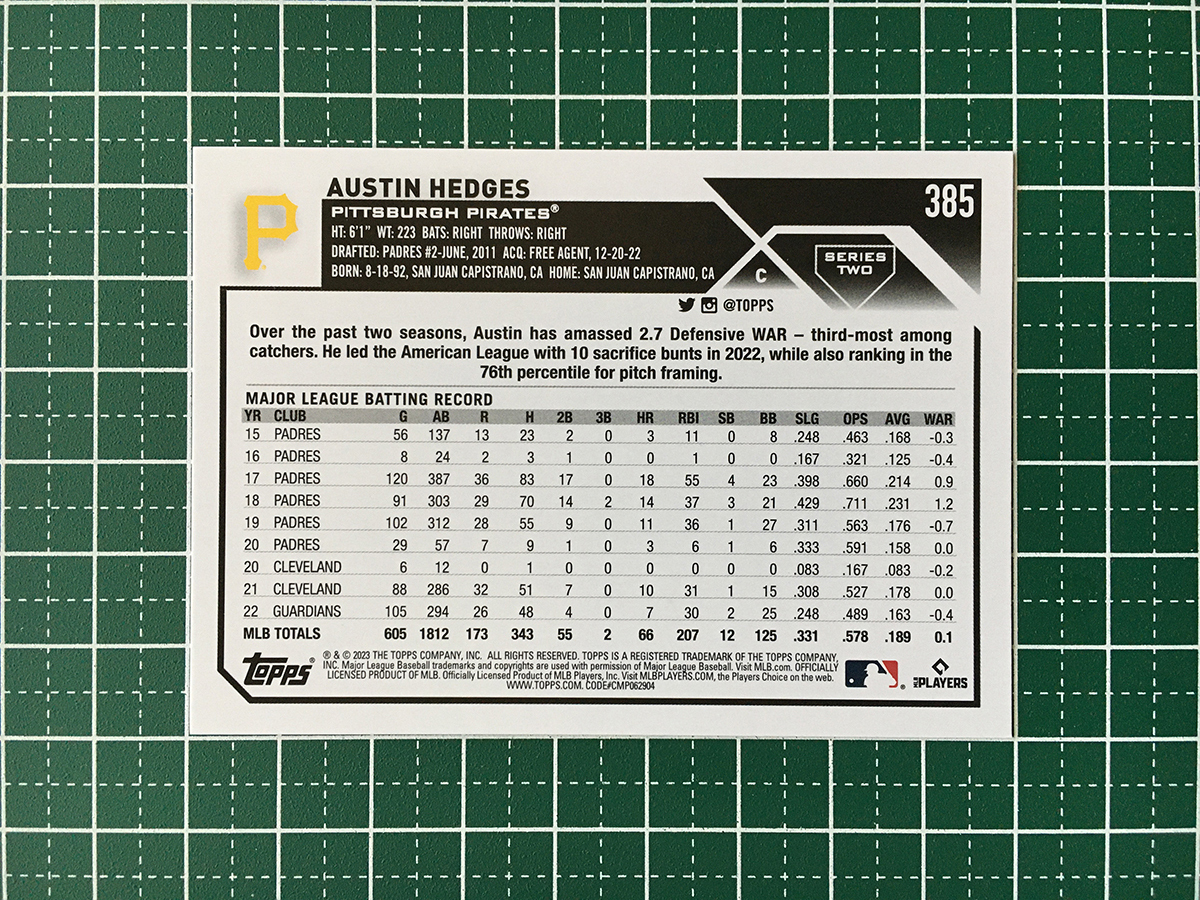 P
AUSTIN HEDGES
385
PITTSBURGH PIRATES®
HT: 6'1" WT: 223 BATS: RIGHT THROWS: RIGHT
DRAFTED: PADRES #2-JUNE, 2011 ACQ: FREE AGENT, 12-20-22
BORN: 8-18-92, SAN JUAN CAPISTRANO, CA HOME: SAN JUAN CAPISTRANO, CA
C
SERIES
TWO
@TOPPS
Over the past two seasons, Austin has amassed 2.7 Defensive WAR – third-most among
catchers. He led the American League with 10 sacrifice bunts in 2022, while also ranking in the
76th percentile for pitch framing.
MAJOR LEAGUE BATTING RECORD
YR CLUB G AB R H 2B 3B HR RBI SB BB SLG OPS AVG WAR
15 PADRES 56 137 13 23 2 0 3 11 0 8 .248 .463 .168 -0.3
16 PADRES 8 24 2 3 1 0 0 1 0 0 .167 .321 .125 -0.4
17 PADRES 120 387 36 83 17 0 18 55 4 23 .398 .660 .214 0.9
18 PADRES 91 303 29 70 14 2 14 37 3 21 .429 .711 .231 1.2
19 PADRES 102 312 28 55 9 0 11 36 1 27 .311 .563 .176 -0.7
20 PADRES 29 57 7 9 1 0 3 6 1 6 .333 .591 .158 0.0
20 CLEVELAND 6 12 0 1 0 0 0 0 0 0 .083 .167 .083 -0.2
21 CLEVELAND 88 286 32 51 7 0 10 31 1 15 .308 .527 .178 0.0
22 GUARDIANS 105 294 26 48 4 0 7 30 2 25 .248 .489 .163 -0.4
MLB TOTALS 605 1812 173 343 55 2 66 207 12 125 .331 .578 .189 0.1
topps®
® & © 2023 THE TOPPS COMPANY, INC. ALL RIGHTS RESERVED. TOPPS IS A REGISTERED TRADEMARK OF THE TOPPS COMPANY,
INC. Major League Baseball trademarks and copyrights are used with permission of Major League Baseball. Visit MLB.com. OFFICIALLY
LICENSED PRODUCT OF MLB. Officially Licensed Product of MLB Players, Inc. Visit MLBPLAYERS.COM, the Players Choice on the web.
WWW.TOPPS.COM. CODE#CMP062904
MLB PLAYERS